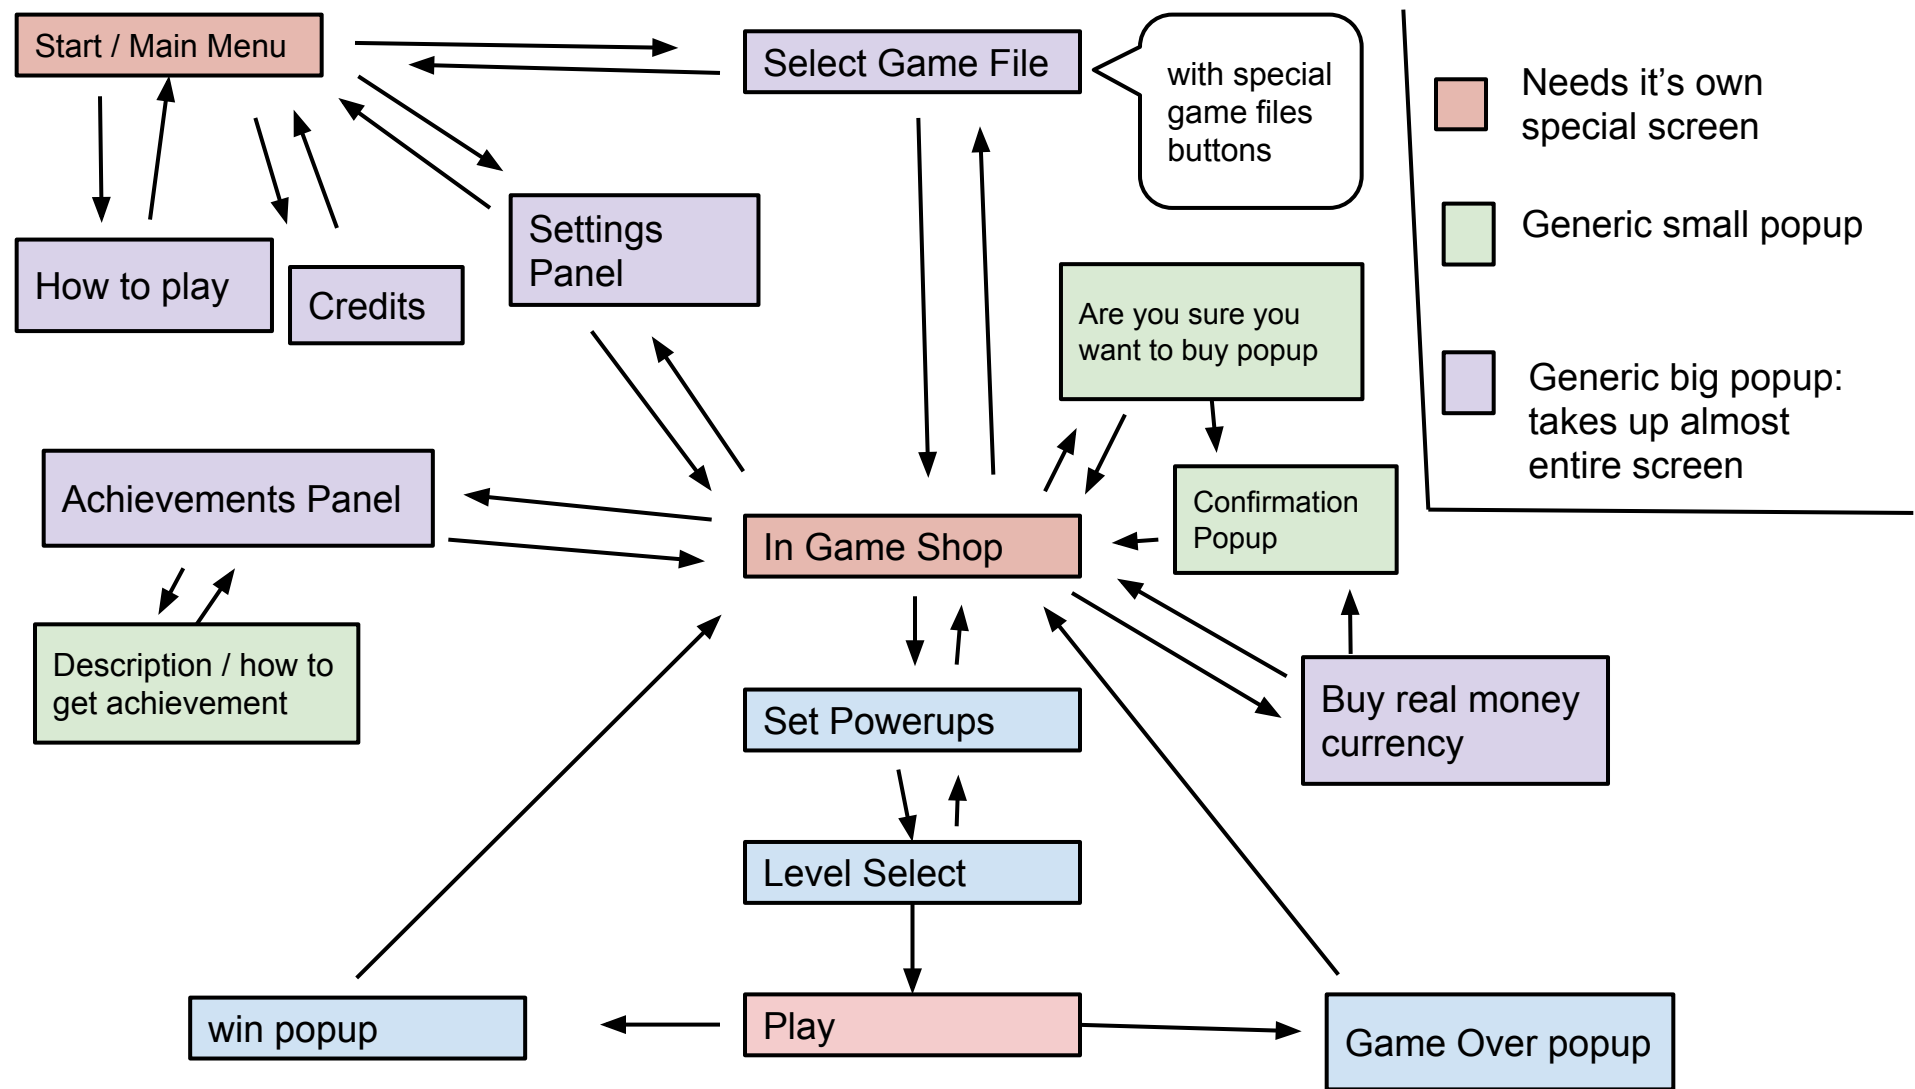 Start / Main Menu
Select Game File
with special
game files
buttons
Needs it's own
special screen
Generic small popup
Generic big popup:
takes up almost
entire screen
How to play
Credits
Settings
Panel
Are you sure you
want to buy popup
Achievements Panel
Confirmation
Popup
In Game Shop
Description / how to
get achievement
Set Powerups
Buy real money
currency
Level Select
win popup
Play
Game Over popup